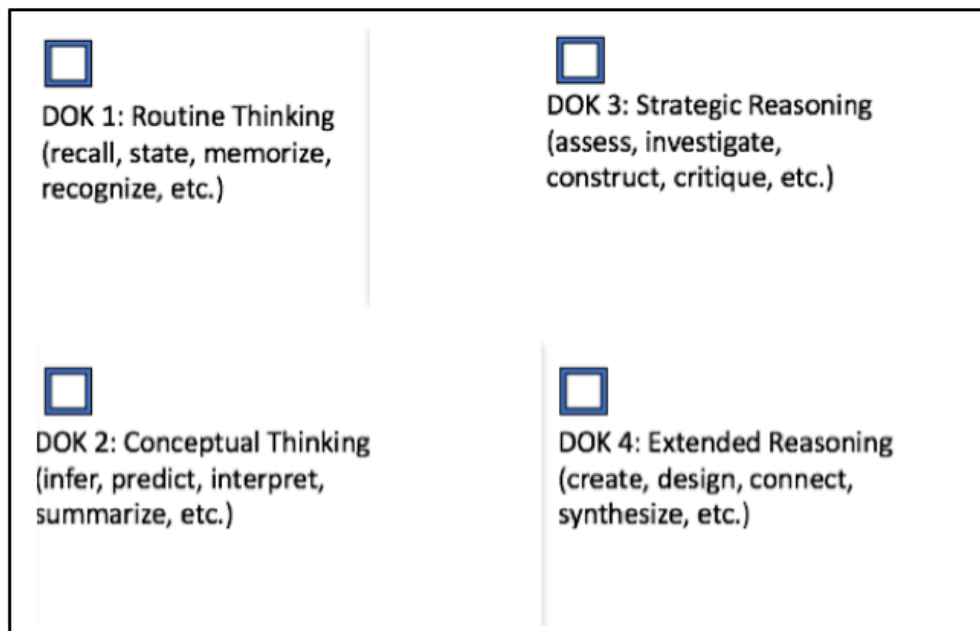 DOK 1: Routine Thinking
(recall, state, memorize,
recognize, etc.)
DOK 3: Strategic Reasoning
(assess, investigate,
construct, critique, etc.)
DOK 2: Conceptual Thinking
(infer, predict, interpret,
summarize, etc.)
DOK 4: Extended Reasoning
(create, design, connect,
synthesize, etc.)